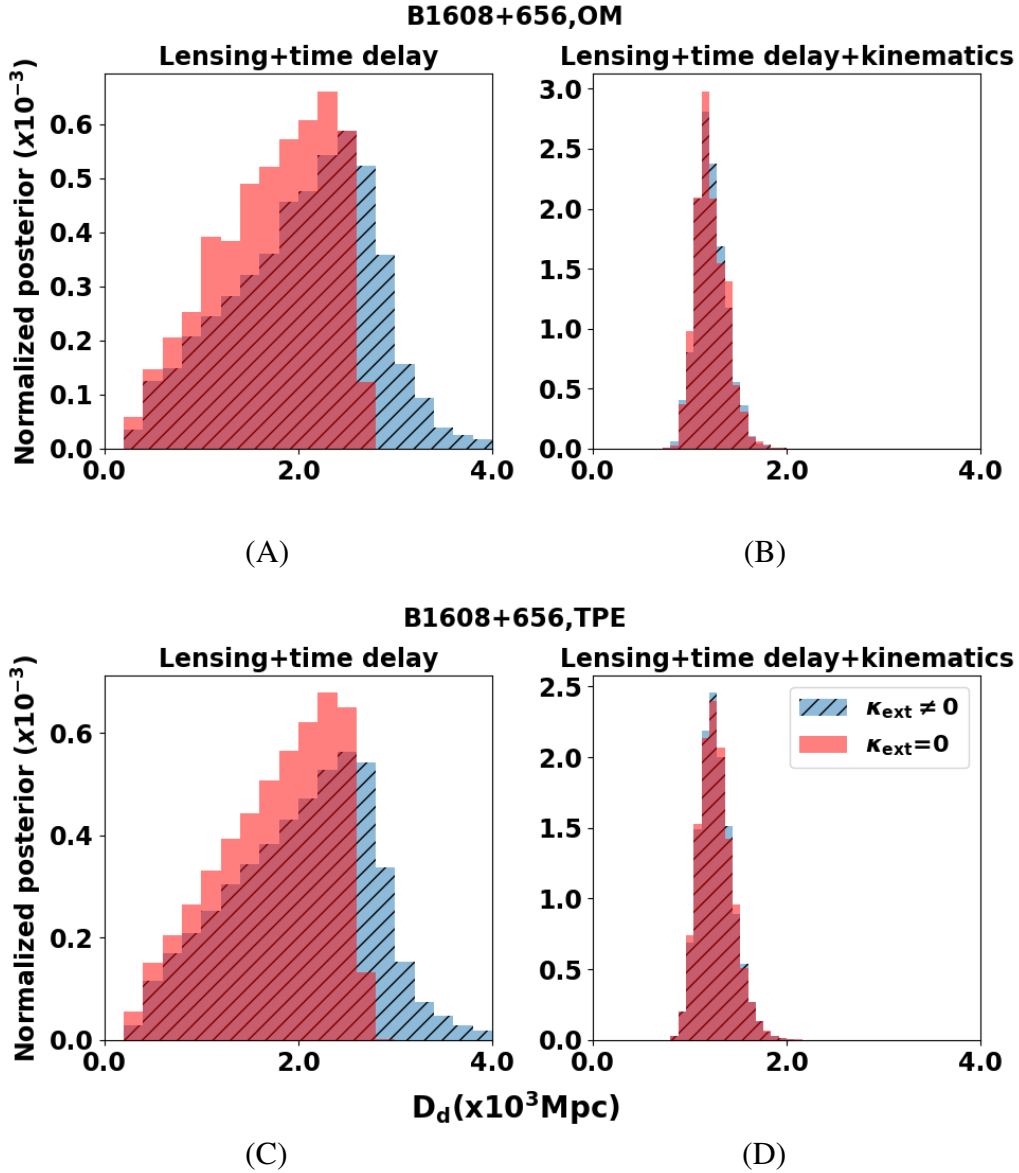 B1608+656,OM
Lensing+time delay
Lensing+time delay+kinematics
Normalized posterior (x10⁻³)
0.6
0.5
0.4
0.3
0.2
0.1
0.0
0.0 2.0 4.0
3.0
2.5
2.0
1.5
1.0
0.5
0.0
0.0 2.0 4.0
(A)
(B)
B1608+656,TPE
Lensing+time delay
Lensing+time delay+kinematics
Normalized posterior (x10⁻³)
0.6
0.4
0.2
0.0
0.0 2.0 4.0
2.5
2.0
1.5
1.0
0.5
0.0
0.0 2.0 4.0
κext ≠ 0
κext=0
Dd(x10³Mpc)
(C)
(D)